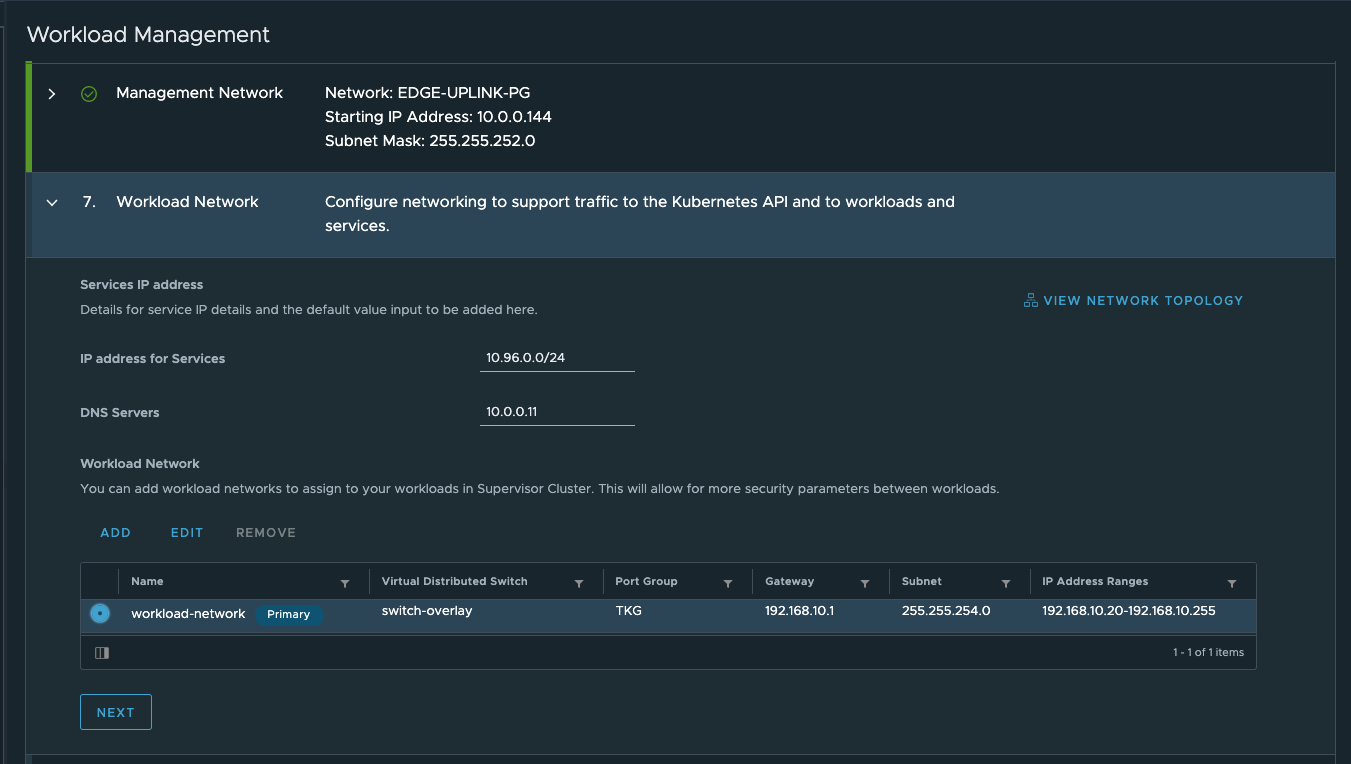 Workload Management
Management Network
Network: EDGE-UPLINK-PG
Starting IP Address: 10.0.0.144
Subnet Mask: 255.255.252.0
7. Workload Network
Configure networking to support traffic to the Kubernetes API and to workloads and
services.
Services IP address
Details for service IP details and the default value input to be added here.
VIEW NETWORK TOPOLOGY
IP address for Services 10.96.0.0/24
DNS Servers 10.0.0.11
Workload Network
You can add workload networks to assign to your workloads in Supervisor Cluster. This will allow for more security parameters between workloads.
ADD EDIT REMOVE
Name Virtual Distributed Switch Port Group Gateway Subnet IP Address Ranges
workload-network Primary switch-overlay TKG 192.168.10.1 255.255.254.0 192.168.10.20-192.168.10.255
1 - 1 of 1 items
NEXT